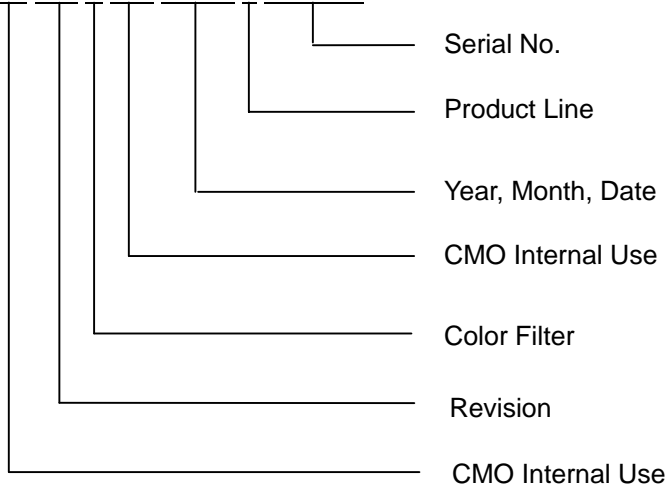 Serial No.
Product Line
Year, Month, Date
CMO Internal Use
Color Filter
Revision
CMO Internal Use